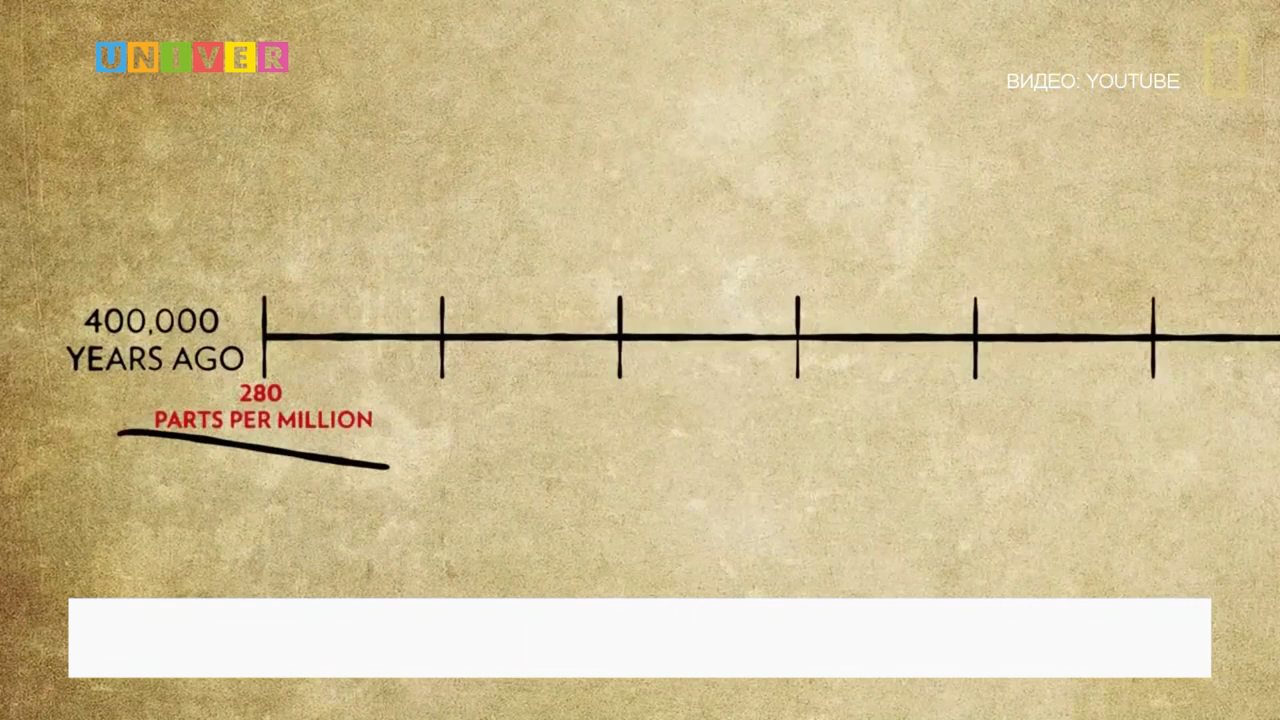 UNIVER
ВИДЕО: YOUTUBE
400,000
YEARS AGO
280
PARTS PER MILLION